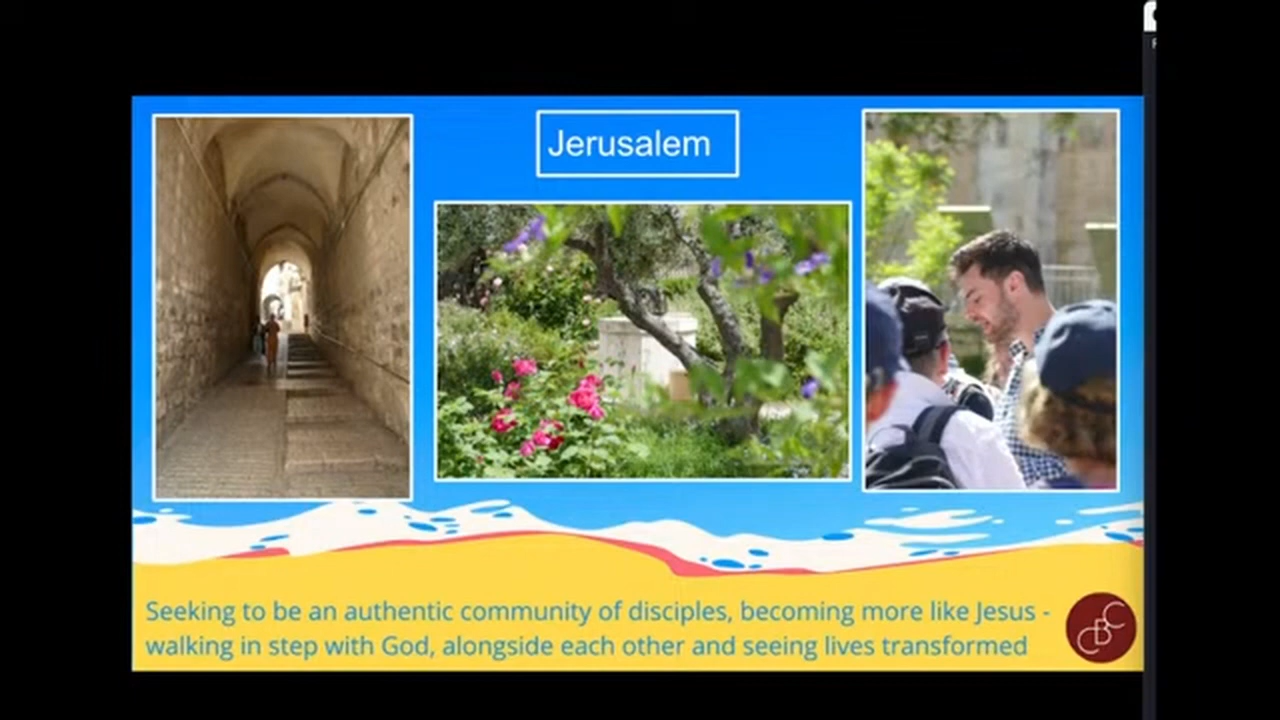 Jerusalem
Seeking to be an authentic community of disciples, becoming more like Jesus -
walking in step with God, alongside each other and seeing lives transformed
CBC